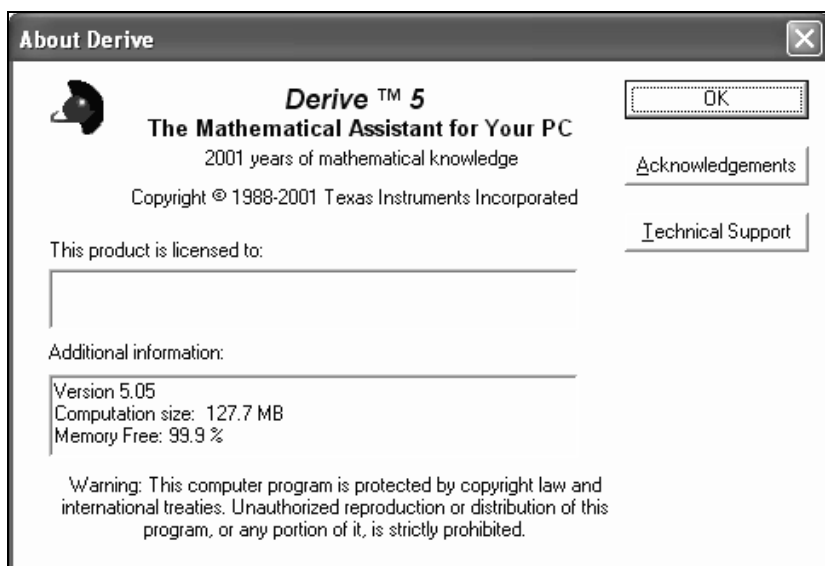 About Derive
Derive ™ 5
The Mathematical Assistant for Your PC
2001 years of mathematical knowledge
Copyright © 1988-2001 Texas Instruments Incorporated
OK
Acknowledgements
Technical Support
This product is licensed to:
Additional information:
Version 5.05
Computation size: 127.7 MB
Memory Free: 99.9 %
Warning: This computer program is protected by copyright law and
international treaties. Unauthorized reproduction or distribution of this
program, or any portion of it, is strictly prohibited.